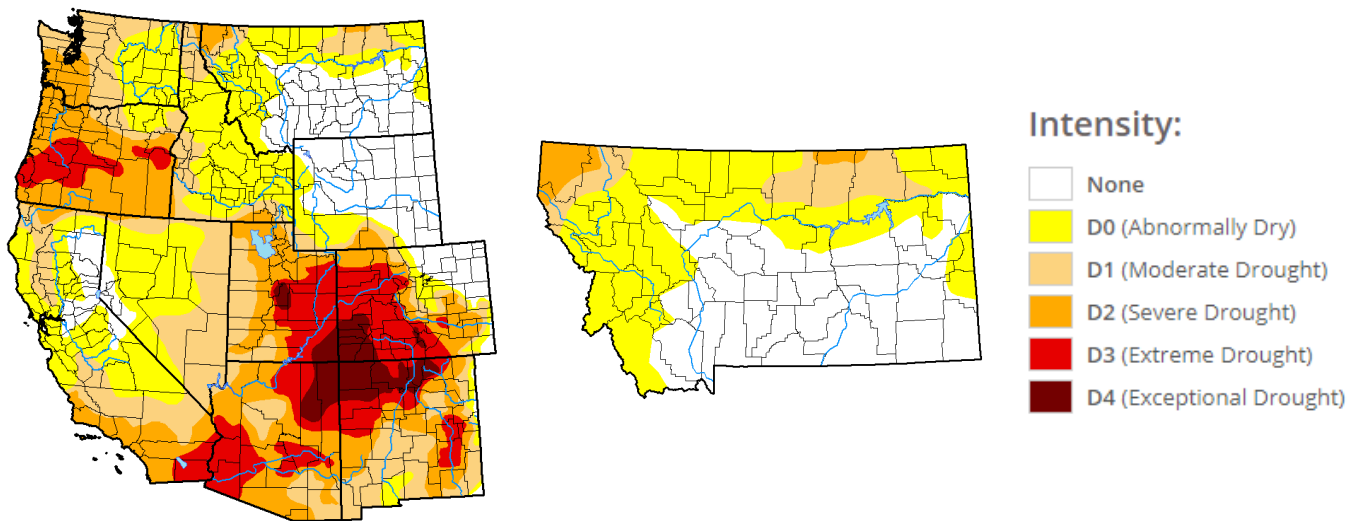 Intensity:
None
D0 (Abnormally Dry)
D1 (Moderate Drought)
D2 (Severe Drought)
D3 (Extreme Drought)
D4 (Exceptional Drought)